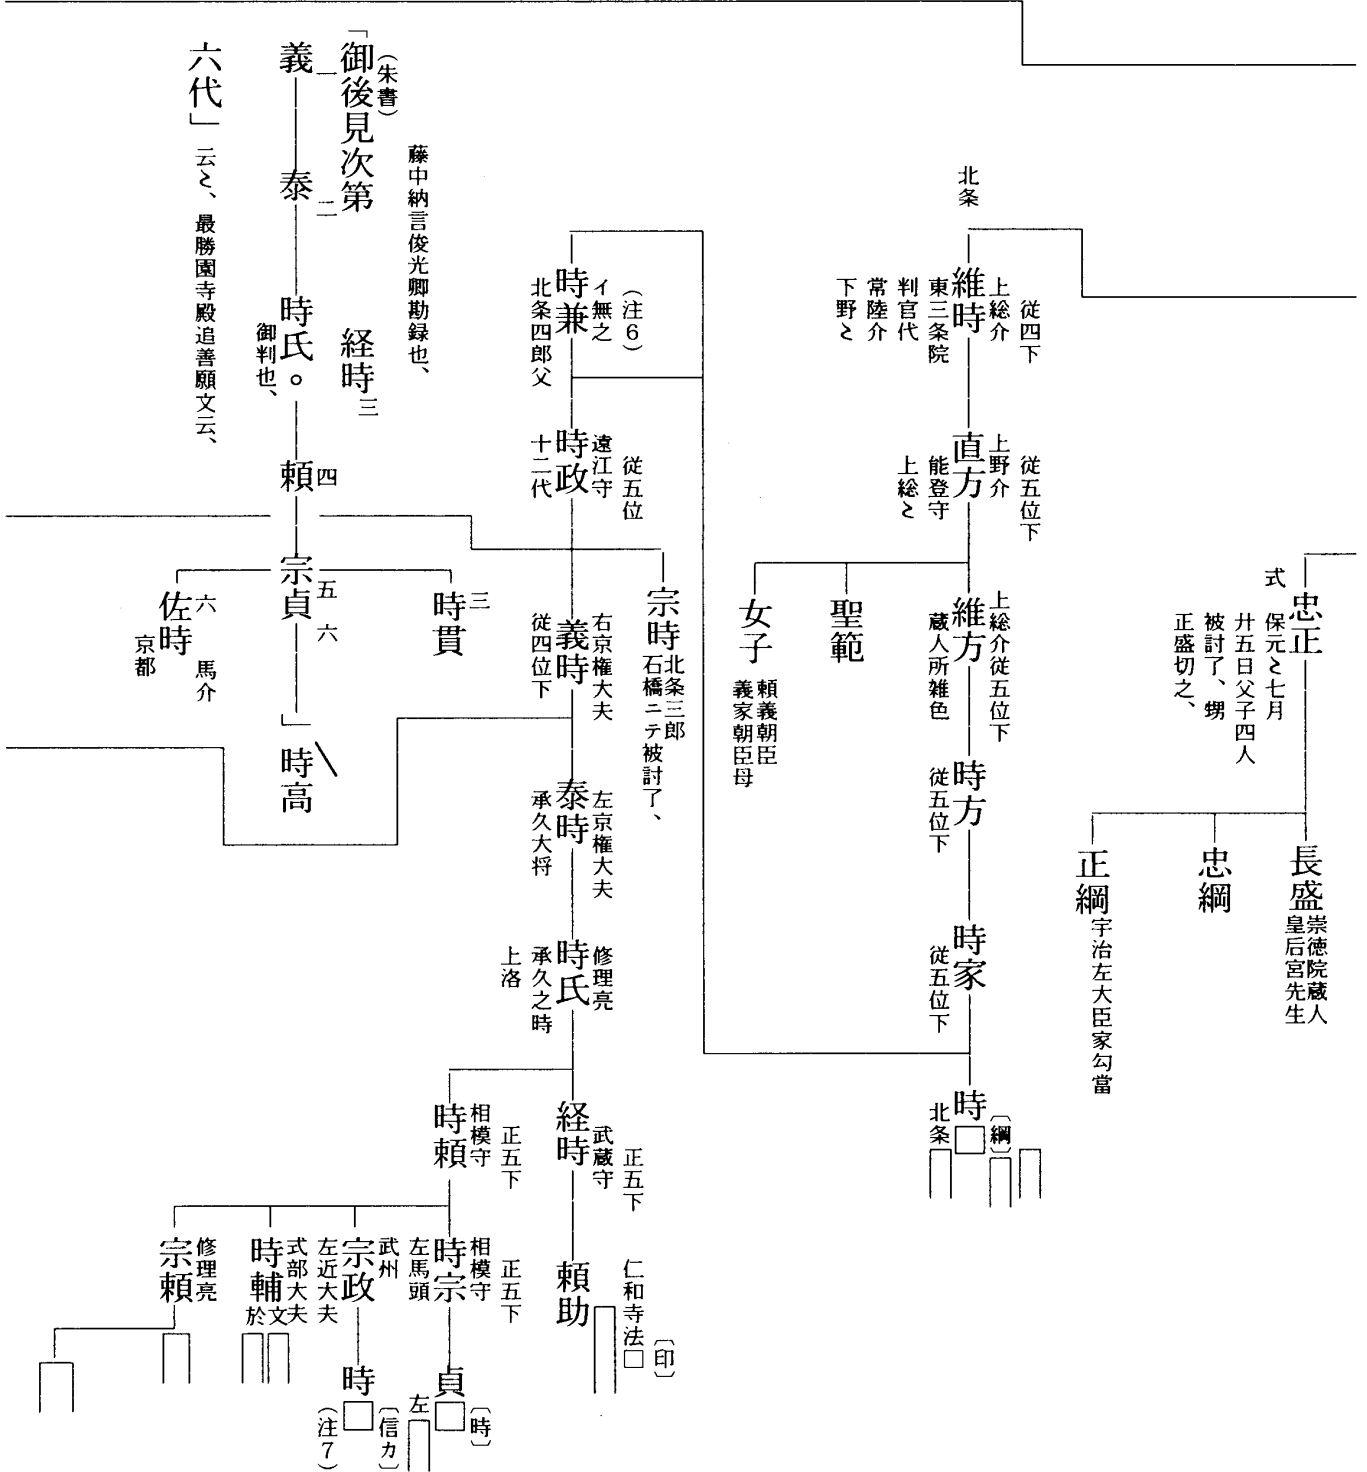 忠正
式
保元〻七月
廿五日父子四人
被討了、甥
正盛切之、
長盛
崇徳院蔵人
皇后宮先生
忠綱
正綱
宇治左大臣家勾當
北条
維時
従四下
上総介
東三条院
判官代
常陸介
下野〻
直方
従五位下
上野介
能登守
上総〻
維方
上総介従五位下
蔵人所雑色
聖範
女子
頼義朝臣
義家朝臣母
時方
従五位下
時家
従五位下
時□
〔綱〕
北条
時兼
(注6)
イ無之
北条四郎父
時政
従五位
遠江守
十二代
宗時
北条三郎
石橋ニテ被討了、
義時
右京権大夫
従四位下
泰時
左京権大夫
承久大将
時氏
修理亮
承久之時
上洛
経時
正五下
武蔵守
頼助
仁和寺法□
〔印〕
時頼
正五下
相模守
時宗
正五下
相模守
左馬頭
貞□
〔時〕
左
宗政
武州
左近大夫
時□
〔信カ〕
(注7)
時輔
式部大夫
文
於
宗頼
修理亮
藤中納言俊光卿勘録也、
(朱書)
「御後見次第
経時 三
一 義
二 泰
時氏。
御判也、
四 頼
五 六 宗貞
三 時貫
六 佐時
馬介
京都
」時高
六代」云〻、最勝園寺殿追善願文云、